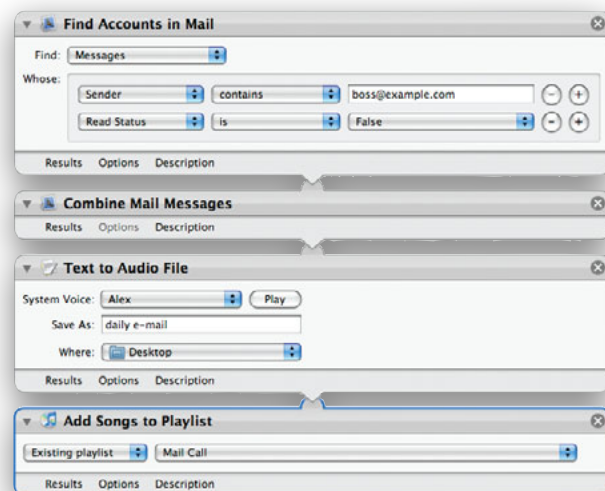 Find Accounts in Mail
Find: Messages
Whose:
Sender contains boss@example.com
Read Status is False
Results Options Description
Combine Mail Messages
Results Options Description
Text to Audio File
System Voice: Alex Play
Save As: daily e-mail
Where: Desktop
Results Options Description
Add Songs to Playlist
Existing playlist Mail Call
Results Options Description